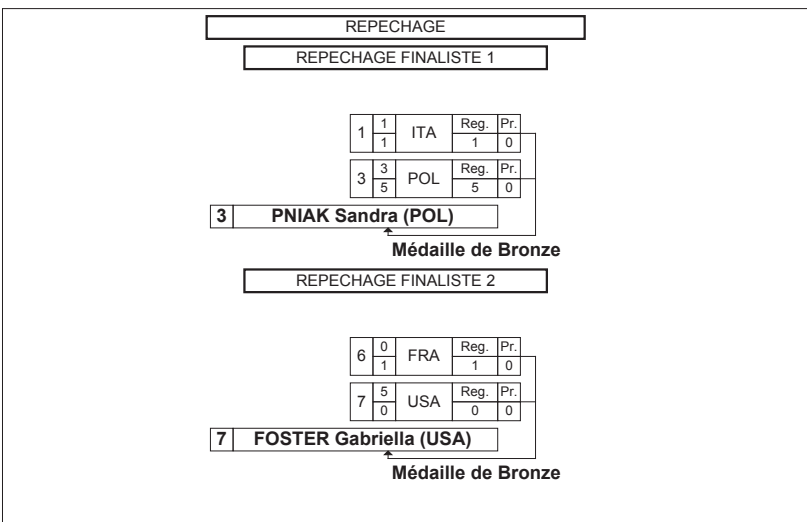 REPECHAGE
REPECHAGE FINALISTE 1
1 1 ITA Reg. Pr.
1 1 0
3 3 POL Reg. Pr.
5 5 0
3 PNIAK Sandra (POL)
Médaille de Bronze
REPECHAGE FINALISTE 2
6 0 FRA Reg. Pr.
1 1 0
7 5 USA Reg. Pr.
0 0 0
7 FOSTER Gabriella (USA)
Médaille de Bronze